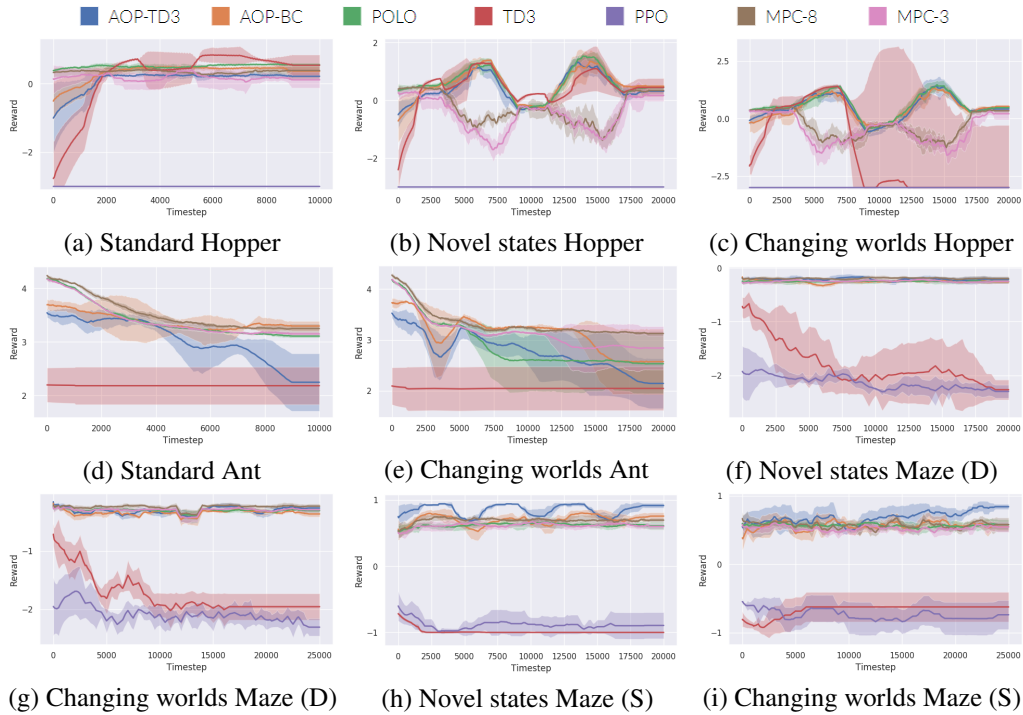 AOP-TD3 AOP-BC POLO TD3 PPO MPC-8 MPC-3
Reward
0
−2
0 2000 4000 6000 8000 10000
Timestep
(a) Standard Hopper
Reward
2
0
−2
0 2500 5000 7500 10000 12500 15000 17500 20000
Timestep
(b) Novel states Hopper
Reward
2.5
0.0
−2.5
0 2500 5000 7500 10000 12500 15000 17500 20000
Timestep
(c) Changing worlds Hopper
Reward
4
3
2
0 2000 4000 6000 8000 10000
Timestep
(d) Standard Ant
Reward
4
3
2
0 2500 5000 7500 10000 12500 15000 17500 20000
Timestep
(e) Changing worlds Ant
Reward
0
−1
−2
0 2500 5000 7500 10000 12500 15000 17500 20000
Timestep
(f) Novel states Maze (D)
Reward
−1
−2
0 5000 10000 15000 20000 25000
Timestep
(g) Changing worlds Maze (D)
Reward
1
0
−1
0 2500 5000 7500 10000 12500 15000 17500 20000
Timestep
(h) Novel states Maze (S)
Reward
1
0
−1
0 5000 10000 15000 20000 25000
Timestep
(i) Changing worlds Maze (S)